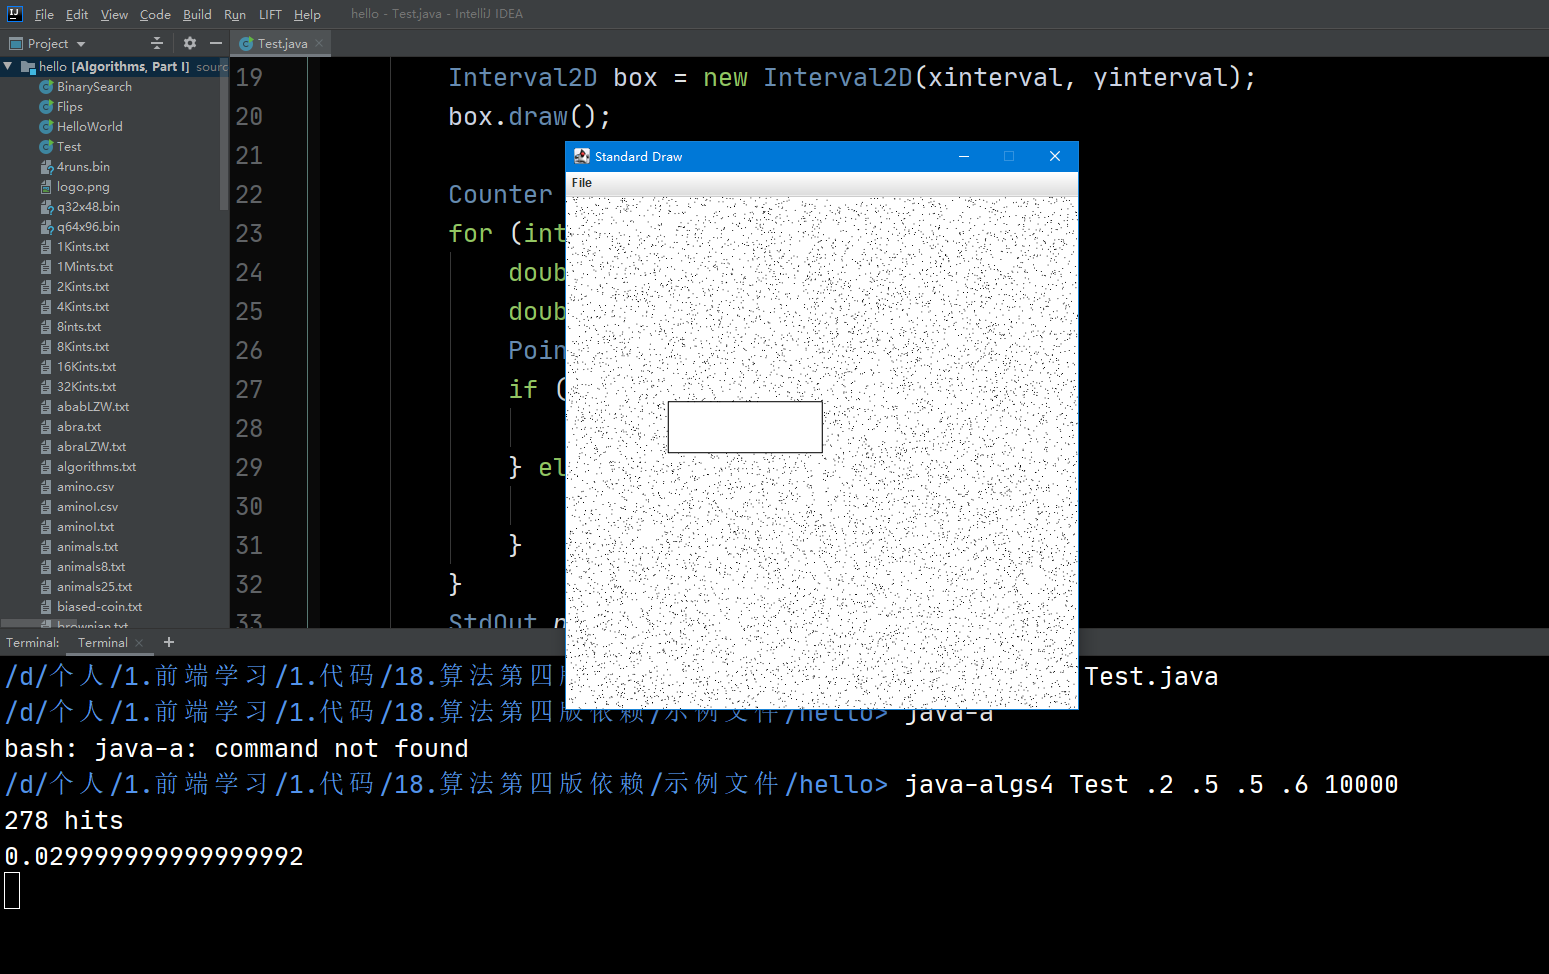 File Edit View Code Build Run LIFT Help hello - Test.java - IntelliJ IDEA
Project
Test.java
hello [Algorithms, Part I]
BinarySearch
Flips
HelloWorld
Test
4runs.bin
logo.png
q32x48.bin
q64x96.bin
1Kints.txt
1Mints.txt
2Kints.txt
4Kints.txt
8ints.txt
8Kints.txt
16Kints.txt
32Kints.txt
ababLZW.txt
abra.txt
abraLZW.txt
algorithms.txt
amino.csv
aminoI.csv
aminoI.txt
animals.txt
animals8.txt
animals25.txt
biased-coin.txt
brownian.txt
19 Interval2D box = new Interval2D(xinterval, yinterval);
20 box.draw();
21
22 Counter
23 for (int
24 doub
25 doub
26 Poin
27 if (
28
29 } el
30
31 }
32 }
33 StdOut
Standard Draw
File
Terminal: Terminal
/d/个人/1.前端学习/1.代码/18.算法第四版 Test.java
/d/个人/1.前端学习/1.代码/18.算法第四版依赖/示例文件/hello> java-a
bash: java-a: command not found
/d/个人/1.前端学习/1.代码/18.算法第四版依赖/示例文件/hello> java-algs4 Test .2 .5 .5 .6 10000
278 hits
0.029999999999999992